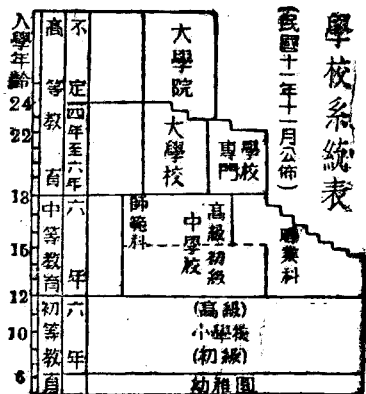 學校系統表
(民國十一年十一月公佈)
入學年齡
24
22
18
16
12
10
6
高等教育
中等教育
初等教育
不定
四年至六年
六年
六年
大學院
大學校
專門學校
師範科
中學校
高級
初級
職業科
(高級)
小學校
(初級)
幼稚園